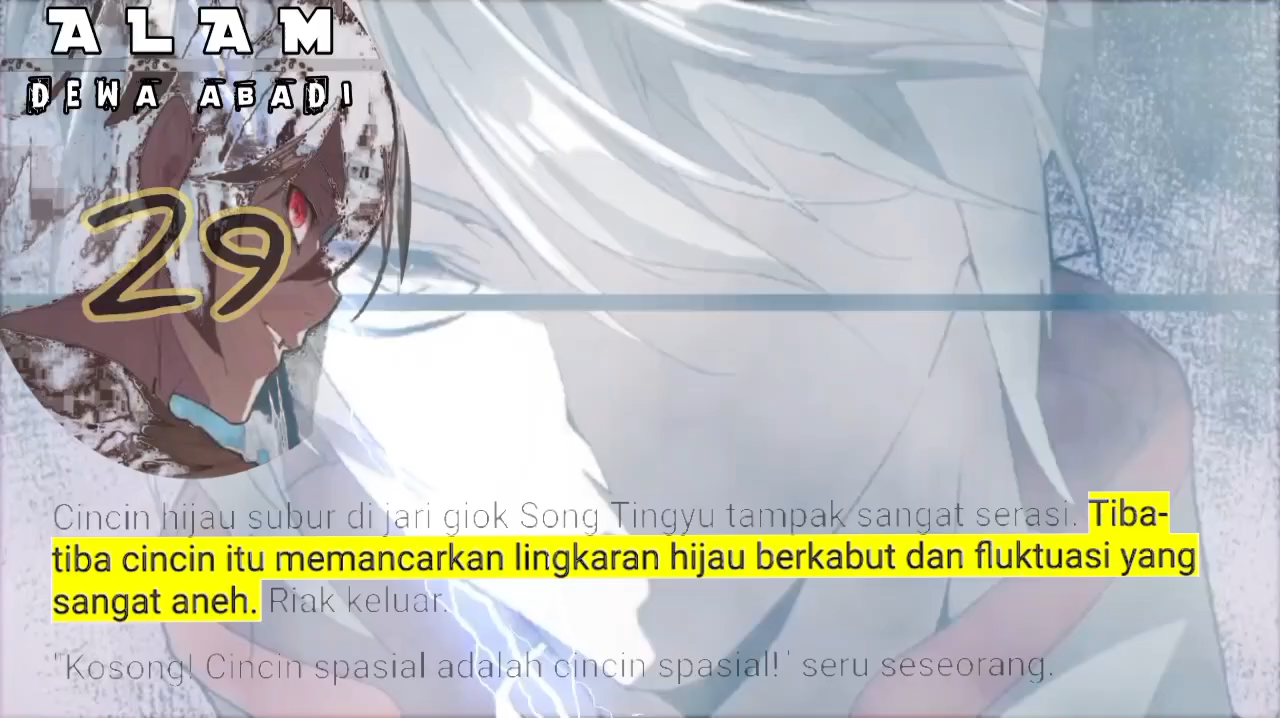 ALAM
DEWA ABADI
29
Cincin hijau subur di jari giok Song Tingyu tampak sangat serasi. Tiba-
tiba cincin itu memancarkan lingkaran hijau berkabut dan fluktuasi yang
sangat aneh. Riak keluar.
"Kosong! Cincin spasial adalah cincin spasial!' seru seseorang.